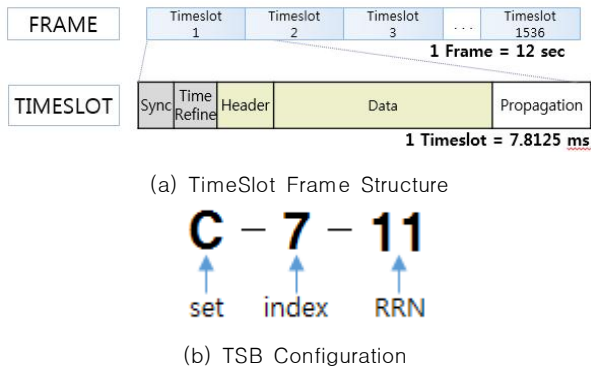 FRAME
Timeslot 1
Timeslot 2
Timeslot 3
...
Timeslot 1536
1 Frame = 12 sec
TIMESLOT
Sync
Time Refine
Header
Data
Propagation
1 Timeslot = 7.8125 ms
(a) TimeSlot Frame Structure
C - 7 - 11
set index RRN
(b) TSB Configuration